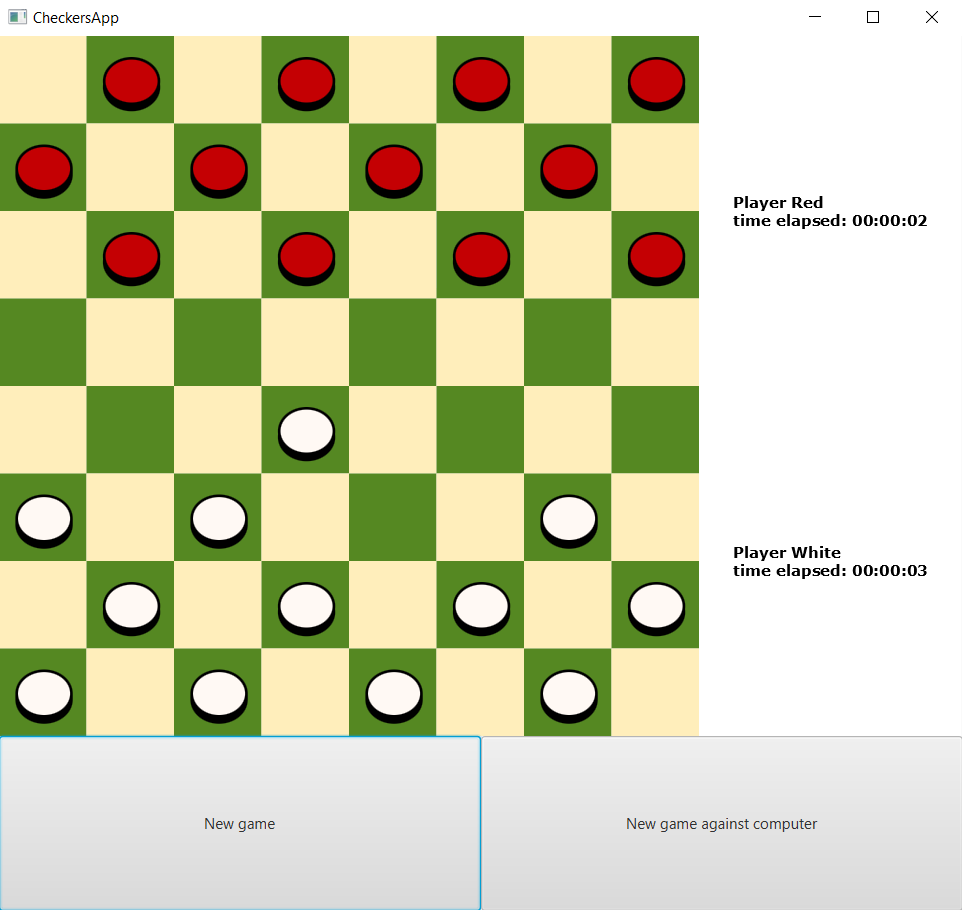 CheckersApp
Player Red
time elapsed: 00:00:02
Player White
time elapsed: 00:00:03
New game
New game against computer